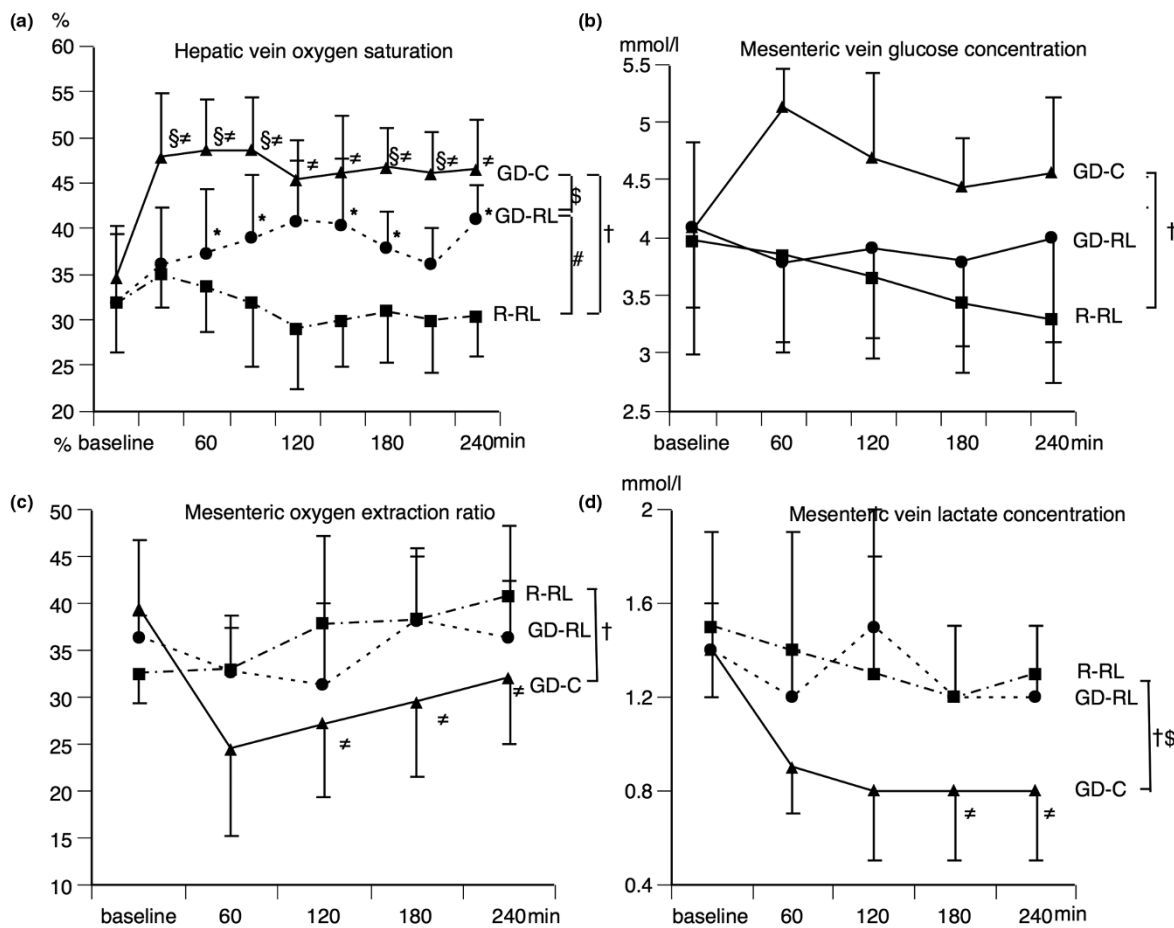 (a)
%
Hepatic vein oxygen saturation
60
55
50
45
40
35
30
25
20
§≠ §≠ §≠ ≠ ≠ §≠ §≠ ≠
* * * * *
GD-C
GD-RL
R-RL
$
#
†
% baseline 60 120 180 240min
(b)
mmol/l
Mesenteric vein glucose concentration
5.5
5
4.5
4
3.5
3
2.5
GD-C
GD-RL
R-RL
†
baseline 60 120 180 240min
(c)
Mesenteric oxygen extraction ratio
50
45
40
35
30
25
20
15
10
R-RL
GD-RL
GD-C
†
≠ ≠ ≠
baseline 60 120 180 240min
(d)
mmol/l
Mesenteric vein lactate concentration
2
1.6
1.2
0.8
0.4
R-RL
GD-RL
GD-C
†$
≠ ≠
baseline 60 120 180 240min